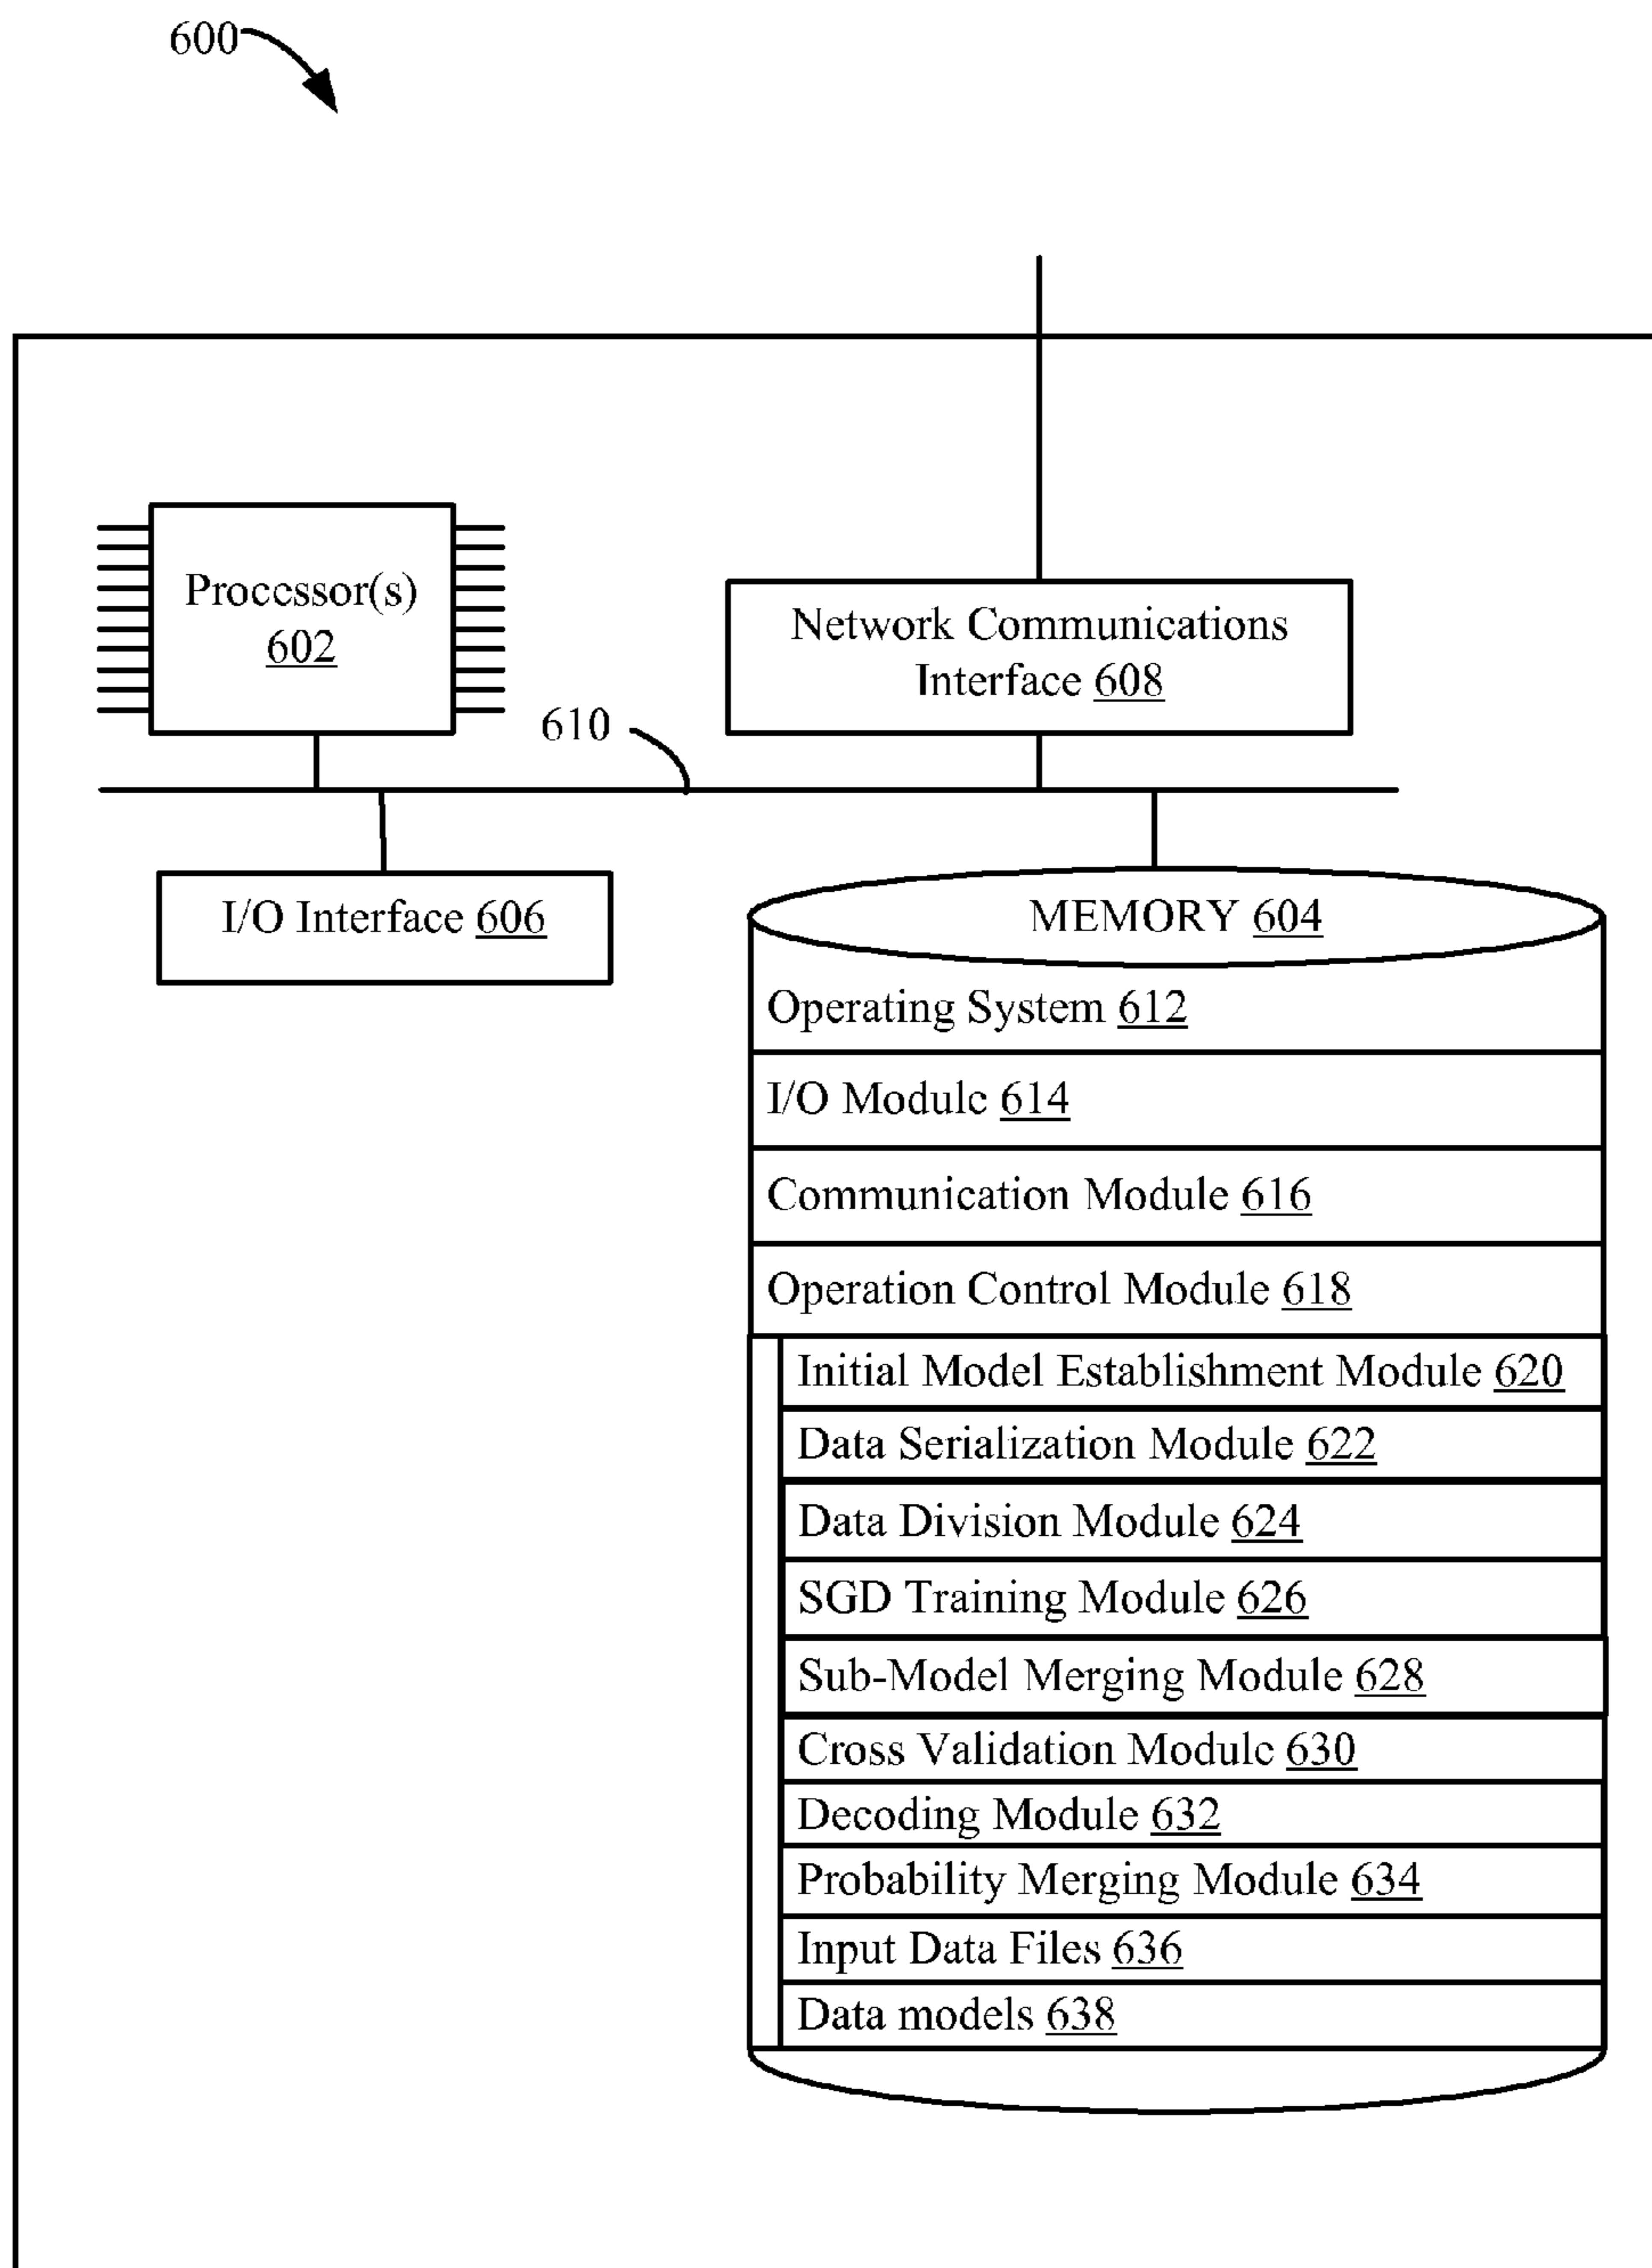 600
Processor(s)
602
Network Communications
Interface 608
610
I/O Interface 606
MEMORY 604
Operating System 612
I/O Module 614
Communication Module 616
Operation Control Module 618
Initial Model Establishment Module 620
Data Serialization Module 622
Data Division Module 624
SGD Training Module 626
Sub-Model Merging Module 628
Cross Validation Module 630
Decoding Module 632
Probability Merging Module 634
Input Data Files 636
Data models 638